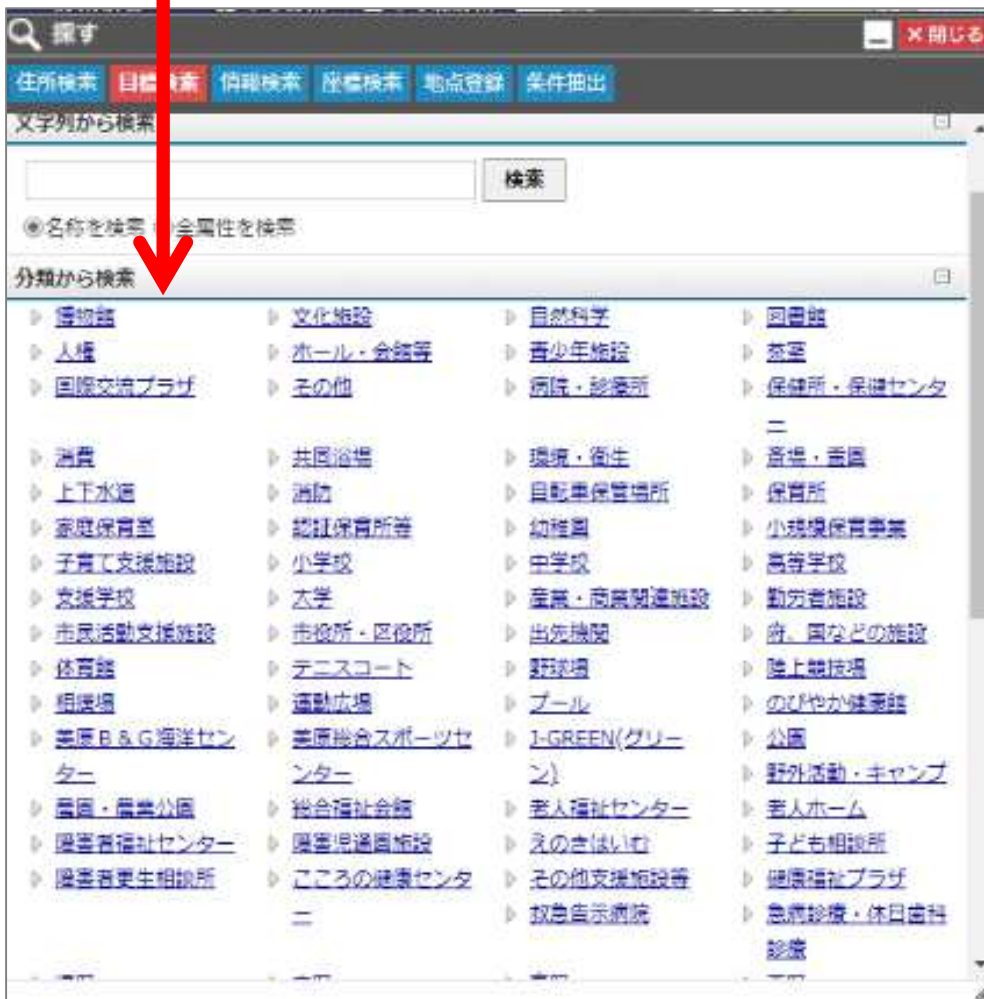 探す
×閉じる
住所検索 目標検索 情報検索 座標検索 地点登録 条件抽出
文字列から検索
検索
名称を検索 全属性を検索
分類から検索
博物館 文化施設 自然科学 図書館
人権 ホール・会館等 青少年施設 茶室
国際交流プラザ その他 病院・診療所 保健所・保健センタ
ー
消費 共同浴場 環境・衛生 斎場・霊園
上下水道 消防 自転車保管場所 保育所
家庭保育室 認証保育所等 幼稚園 小規模保育事業
子育て支援施設 小学校 中学校 高等学校
支援学校 大学 産業・商業関連施設 勤労者施設
市民活動支援施設 市役所・区役所 出先機関 府、国などの施設
体育館 テニスコート 野球場 陸上競技場
相撲場 運動広場 プール のびやか健康館
美原B&G海洋セン 美原総合スポーツセ J-GREEN(グリー 公園
ター ンター ン) 野外活動・キャンプ
農園・農業公園 総合福祉会館 老人福祉センター 老人ホーム
障害者福祉センター 障害児通園施設 えのきはいむ 子ども相談所
障害者更生相談所 こころの健康センタ その他支援施設等 健康福祉プラザ
ー 救急告示病院 急病診療・休日歯科
診療